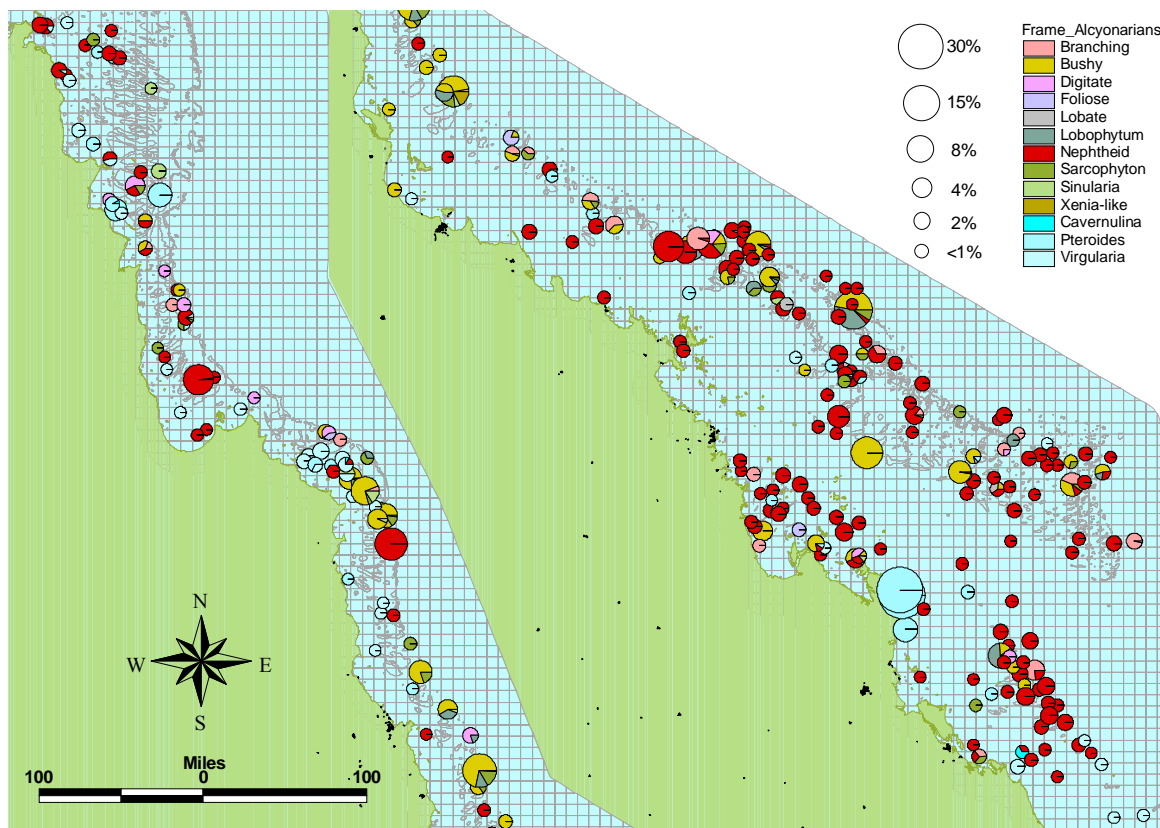 Frame_Alcyonarians
30%
15%
8%
4%
2%
<1%
Branching
Bushy
Digitate
Foliose
Lobate
Lobophytum
Nephtheid
Sarcophyton
Sinularia
Xenia-like
Cavernulina
Pteroides
Virgularia
N
W E
S
Miles
100 0 100